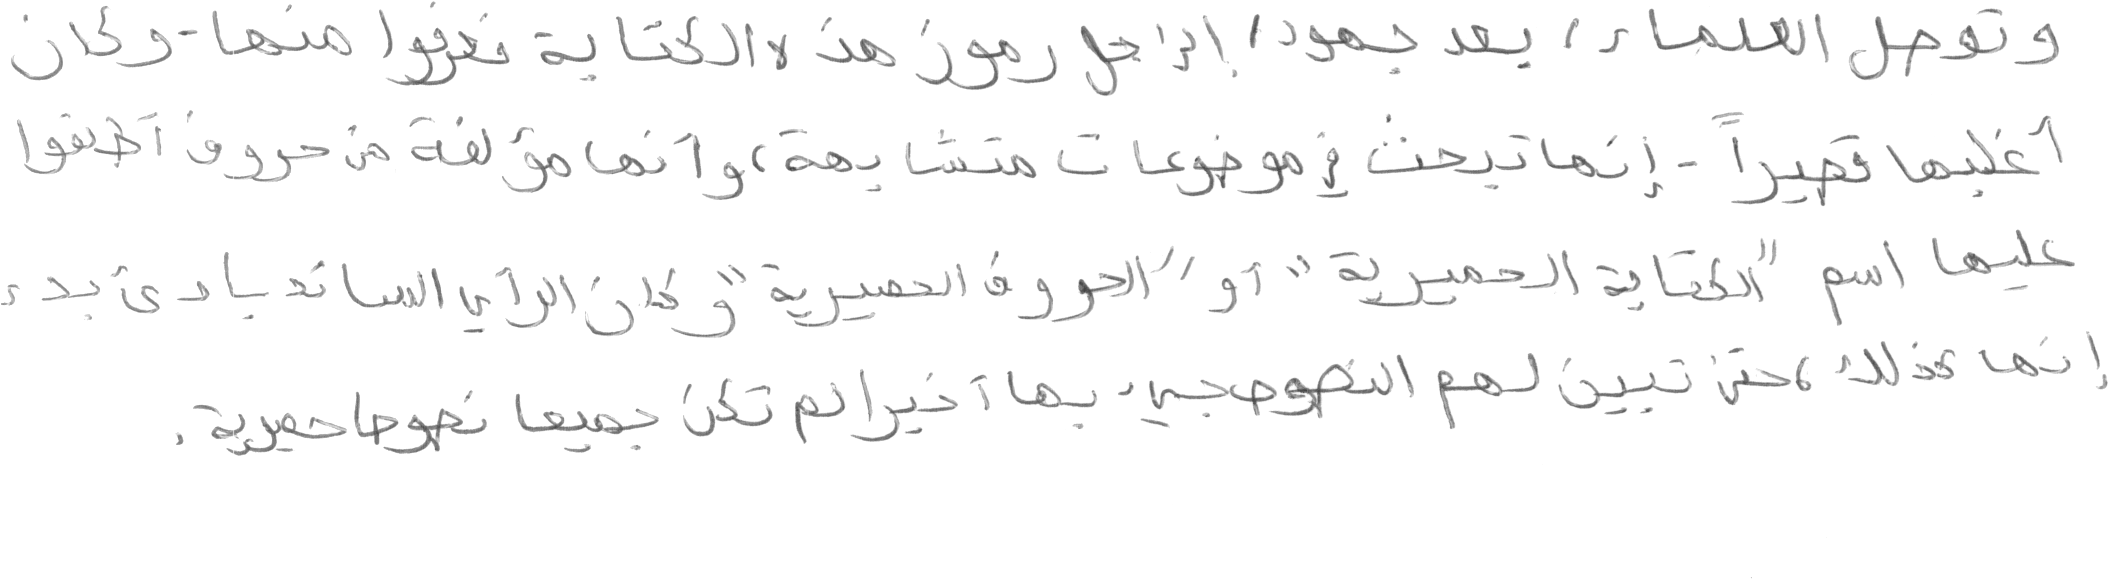 وتوصل العلماء، بعد جهود، إلى حل رموز هذه الكتابة فعرفوا منها - وكان
أغلبها قصيراً - إنها تبحث في موضوعات متشابهة، وأنها مؤلفة من حروف أطلقوا
عليها اسم "الكتابة الحميرية" أو "الحروف الحميرية" وكان الرأي السائد بادئ بدء
إنها كذلك، حتى تبين لهم النصوص جيء بها أخيرا لم تكن جميعا نصوصا حميرية.